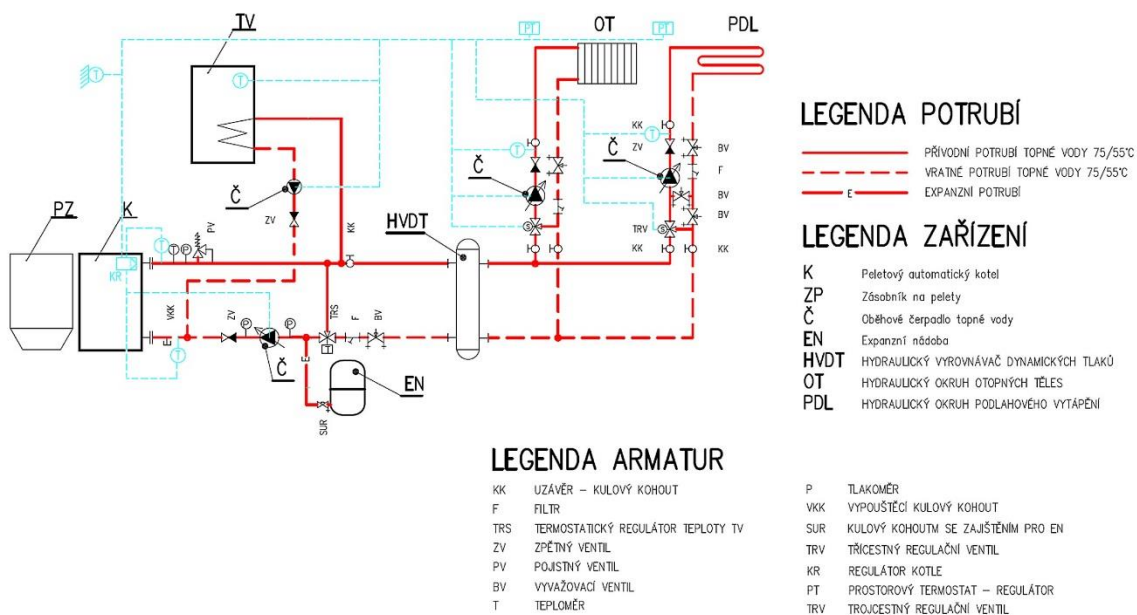 TV
PT
OT
PT
PDL
T
T
KK
ZV
T
T
Č
BV
F
BV
BV
Č
Č
ZV
KK
HVDT
S
TRV
S
KK
KK
PZ
K
PV
T
T
P
KR
VKK
ZV
P
P
TRS
F
BV
E
T
Č
T
E
EN
SUR
LEGENDA POTRUBÍ
PŘÍVODNÍ POTRUBÍ TOPNÉ VODY 75/55°C
VRATNÉ POTRUBÍ TOPNÉ VODY 75/55°C
E EXPANZNÍ POTRUBÍ
LEGENDA ZAŘÍZENÍ
K Peletový automatický kotel
ZP Zásobník na pelety
Č Oběhové čerpadlo topné vody
EN Expanzní nádoba
HVDT HYDRAULICKÝ VYROVNÁVAČ DYNAMICKÝCH TLAKŮ
OT HYDRAULICKÝ OKRUH OTOPNÝCH TĚLES
PDL HYDRAULICKÝ OKRUH PODLAHOVÉHO VYTÁPĚNÍ
LEGENDA ARMATUR
KK UZÁVĚR – KULOVÝ KOHOUT
F FILTR
TRS TERMOSTATICKÝ REGULÁTOR TEPLOTY TV
ZV ZPĚTNÝ VENTIL
PV POJISTNÝ VENTIL
BV VYVAŽOVACÍ VENTIL
T TEPLOMĚR
P TLAKOMĚR
VKK VYPOUŠTĚCÍ KULOVÝ KOHOUT
SUR KULOVÝ KOHOUTM SE ZAJIŠTĚNÍM PRO EN
TRV TŘÍCESTNÝ REGULAČNÍ VENTIL
KR REGULÁTOR KOTLE
PT PROSTOROVÝ TERMOSTAT – REGULÁTOR
TRV TROJCESTNÝ REGULAČNÍ VENTIL